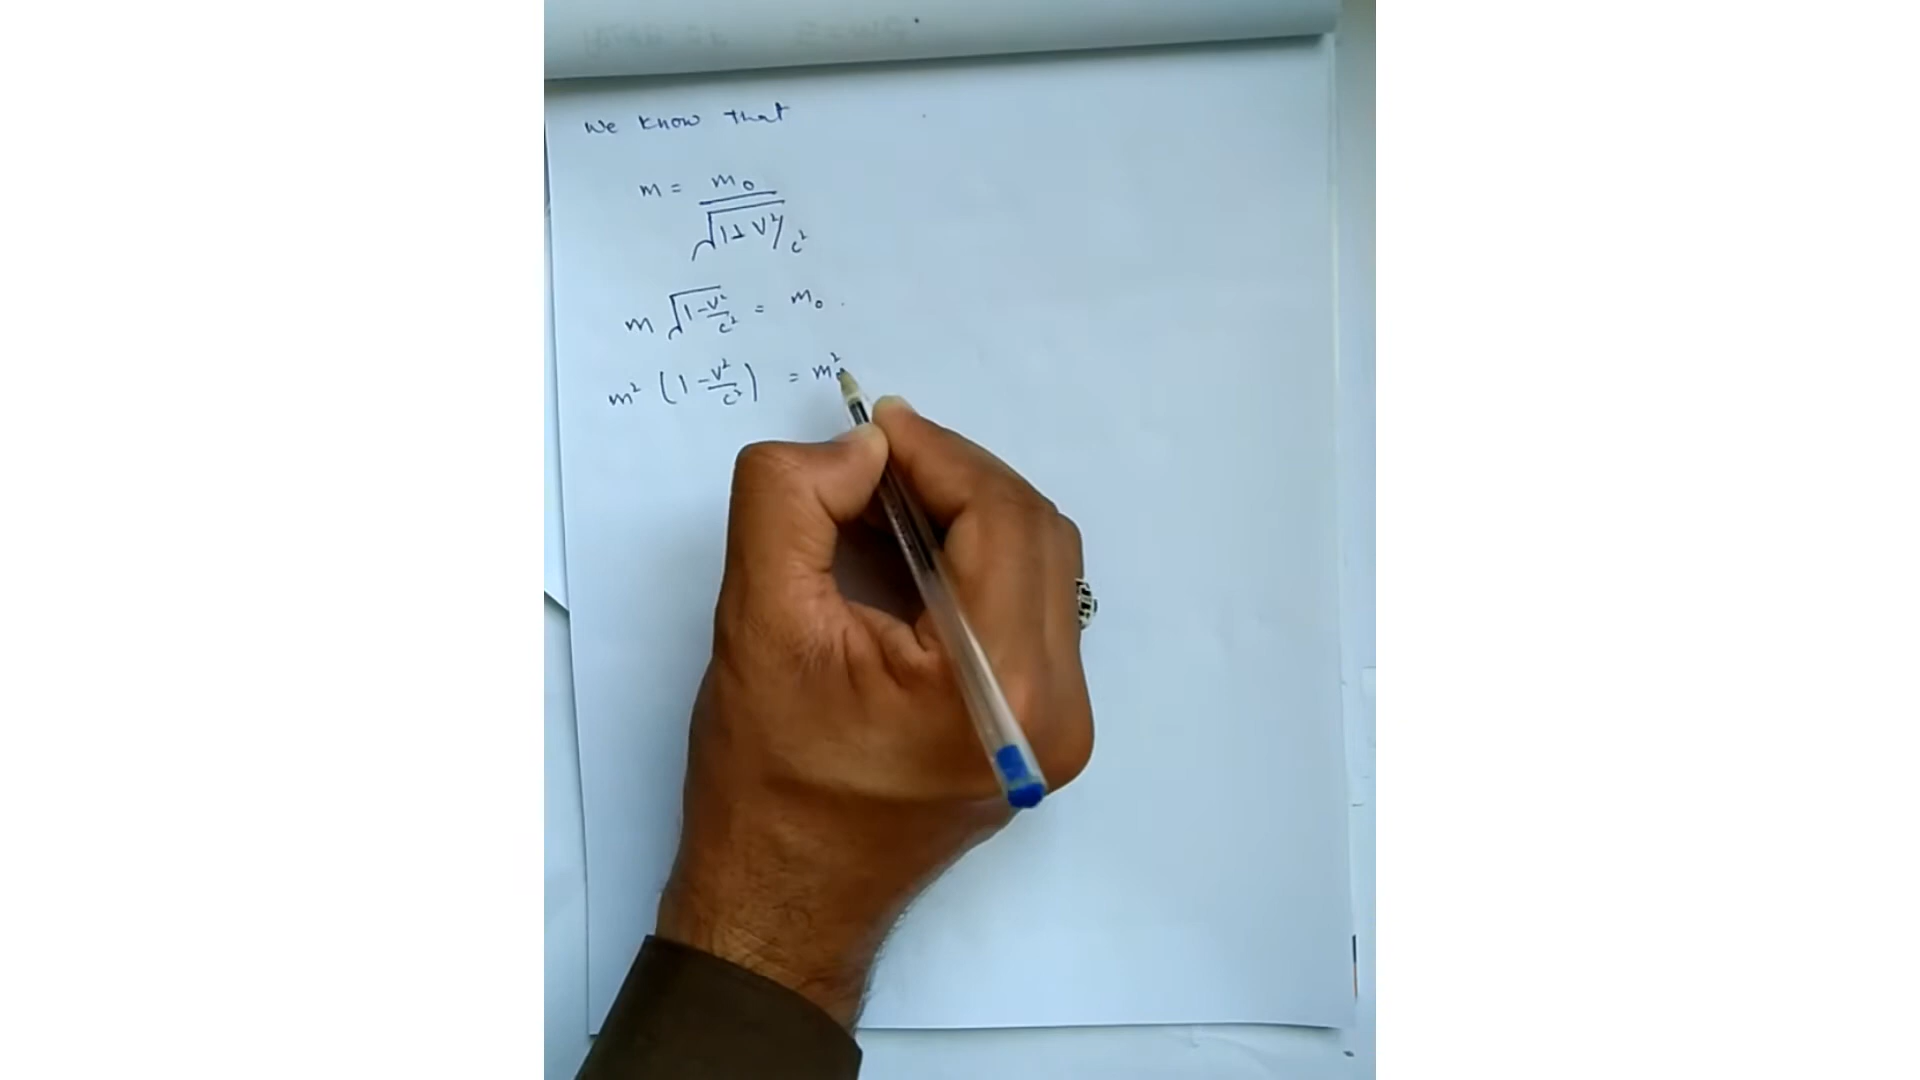 We know that
m = m₀ / √1-v²/c²
m √1-v²/c² = m₀.
m² (1-v²/c²) = m₀²